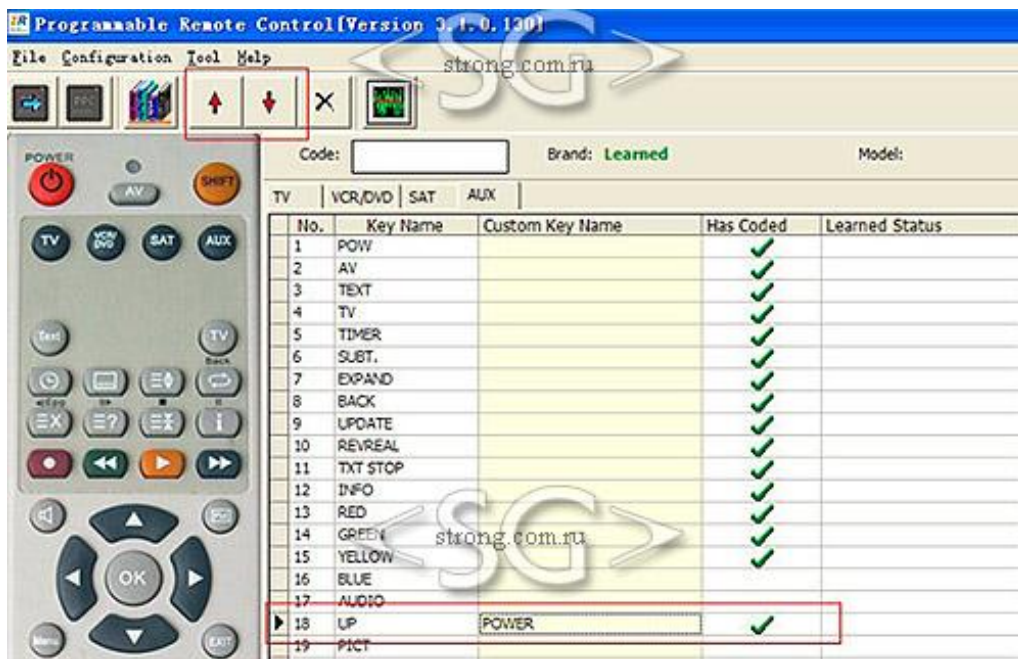 Programmable Remote Control[Version 3.1.0.130]
File Configuration Tool Help
<SG>
strong.com.ru
POWER
AV
SHIFT
TV VCR/DVD SAT AUX
Text TV
Back
OK
Menu EXIT
Code: Brand: Learned Model:
TV VCR/DVD SAT AUX
No. Key Name Custom Key Name Has Coded Learned Status
1 POW
2 AV
3 TEXT
4 TV
5 TIMER
6 SUBT.
7 EXPAND
8 BACK
9 UPDATE
10 REVREAL
11 TXT STOP
12 INFO
13 RED
14 GREEN
15 YELLOW
16 BLUE
17 AUDIO
18 UP POWER
19 PICT
<SG>
strong.com.ru